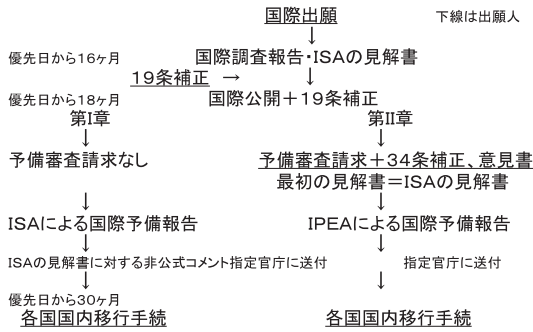 国際出願 下線は出願人
↓
優先日から16ヶ月 国際調査報告・ISAの見解書
19条補正 → ↓
優先日から18ヶ月 国際公開+19条補正
第I章 第II章
↓ ↓
予備審査請求なし 予備審査請求+34条補正、意見書
最初の見解書=ISAの見解書
↓ ↓
ISAによる国際予備報告 IPEAによる国際予備報告
↓ ↓
ISAの見解書に対する非公式コメント指定官庁に送付 指定官庁に送付
↓ ↓
優先日から30ヶ月
各国国内移行手続 各国国内移行手続